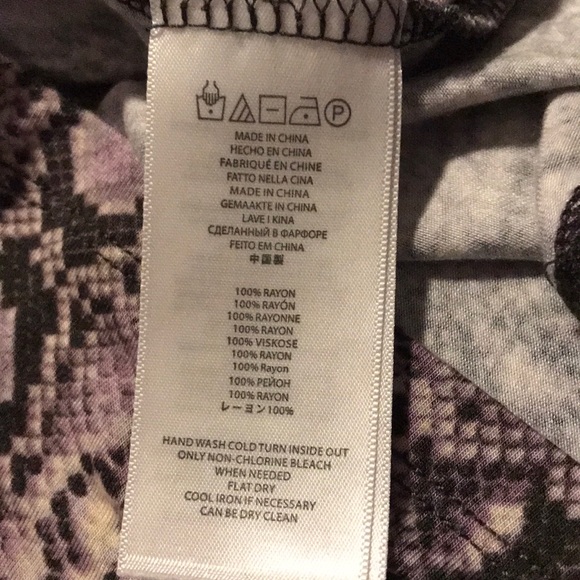 P
MADE IN CHINA
HECHO EN CHINA
FABRIQUÉ EN CHINE
FATTO NELLA CINA
MADE IN CHINA
GEMAAKTE IN CHINA
LAVE I KINA
СДЕЛАННЫЙ В ФАРФОРЕ
FEITO EM CHINA
中國製
100% RAYON
100% RAYÓN
100% RAYONNE
100% RAYON
100% VISKOSE
100% RAYON
100% Rayon
100% РЕЙОН
100% RAYON
レーヨン100%
HAND WASH COLD TURN INSIDE OUT
ONLY NON-CHLORINE BLEACH
WHEN NEEDED
FLAT DRY
COOL IRON IF NECESSARY
CAN BE DRY CLEAN